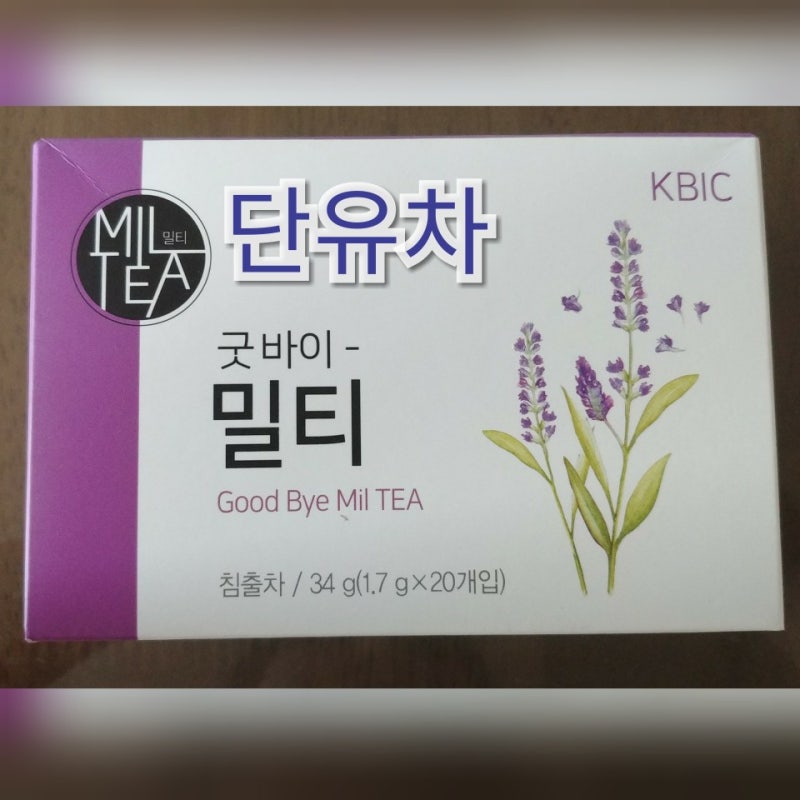 KBIC
MIL
밀티
TEA
단유차
굿바이 -
밀티
Good Bye Mil TEA
침출차 / 34 g(1.7 g×20개입)